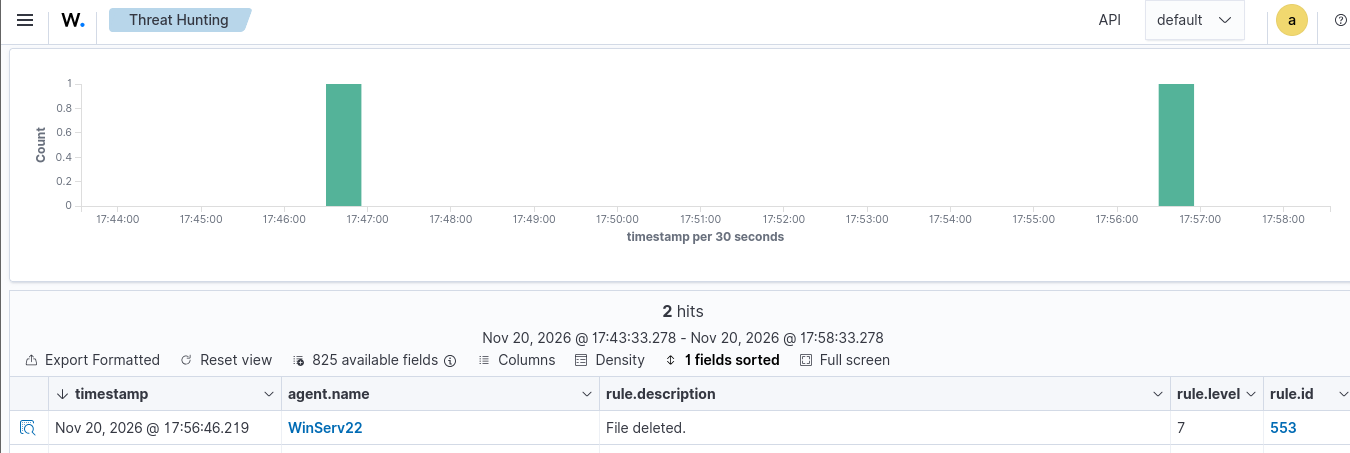 W. Threat Hunting API default a
1
0.8
0.6
0.4
0.2
0
Count
17:44:00 17:45:00 17:46:00 17:47:00 17:48:00 17:49:00 17:50:00 17:51:00 17:52:00 17:53:00 17:54:00 17:55:00 17:56:00 17:57:00 17:58:00
timestamp per 30 seconds
2 hits
Nov 20, 2026 @ 17:43:33.278 - Nov 20, 2026 @ 17:58:33.278
Export Formatted Reset view 825 available fields Columns Density 1 fields sorted Full screen
timestamp agent.name rule.description rule.level rule.id
Nov 20, 2026 @ 17:56:46.219 WinServ22 File deleted. 7 553